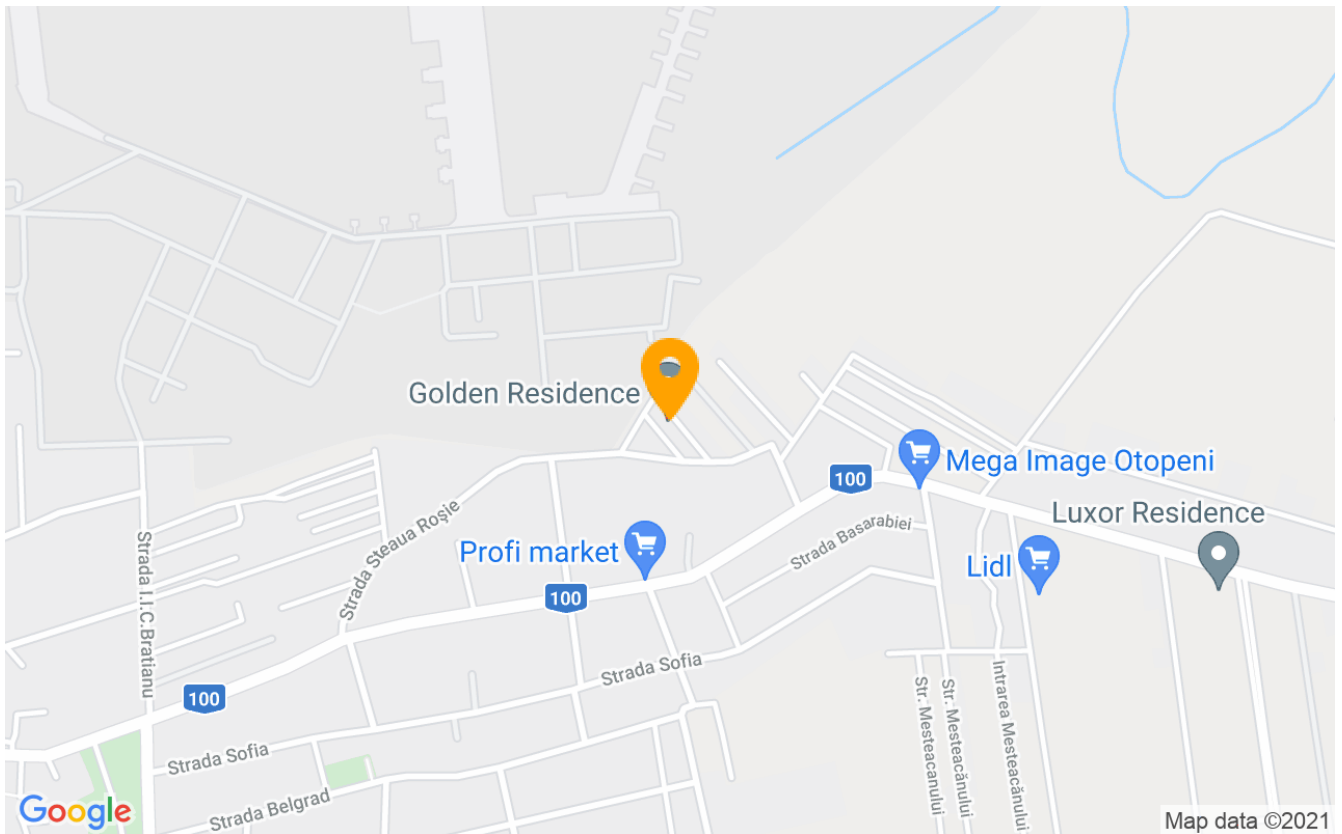 Golden Residence
Mega Image Otopeni
100
Luxor Residence
Strada Steaua Roșie
Strada Basarabiei
Profi market
Lidl
100
Strada I.I.C.Bratianu
Strada Sofia
100
Str. Mesteacanului
Str. Mesteacănului
Intrarea Mesteacănului
Strada Sofia
Strada Belgrad
Google
Map data ©2021